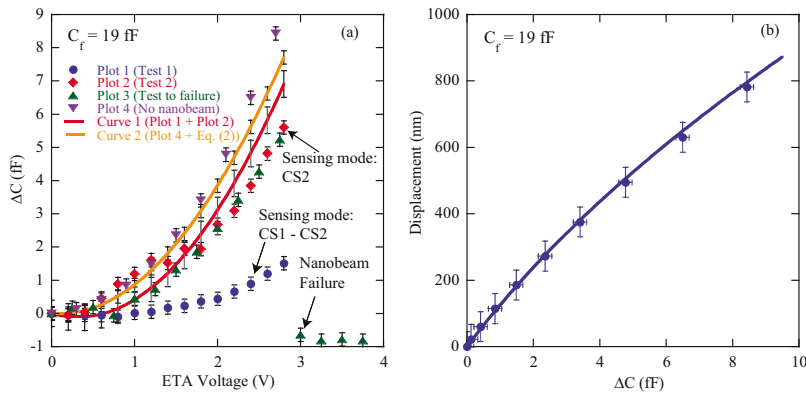 C_f = 19 fF
(a)
Plot 1 (Test 1)
Plot 2 (Test 2)
Plot 3 (Test to failure)
Plot 4 (No nanobeam)
Curve 1 (Plot 1 + Plot 2)
Curve 2 (Plot 4 + Eq. (2))
Sensing mode:
CS2
Sensing mode:
CS1 - CS2
Nanobeam
Failure
ΔC (fF)
9
8
7
6
5
4
3
2
1
0
-1
0 1 2 3 4
ETA Voltage (V)
C_f = 19 fF
(b)
Displacement (nm)
1000
800
600
400
200
0
0 2 4 6 8 10
ΔC (fF)